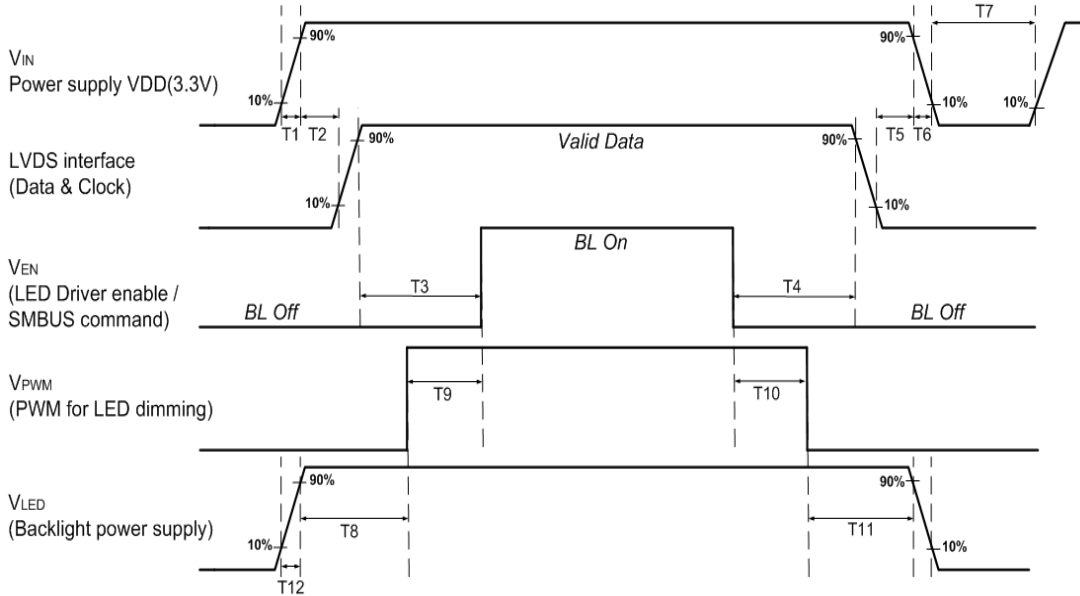 T7
90%
90%
VIN
Power supply VDD(3.3V)
10%
10%
10%
T1
T2
T5
T6
90%
Valid Data
90%
LVDS interface
(Data & Clock)
10%
10%
BL On
VEN
(LED Driver enable /
SMBUS command)
T3
T4
BL Off
BL Off
VPWM
(PWM for LED dimming)
T9
T10
90%
90%
VLED
(Backlight power supply)
T8
T11
10%
10%
T12